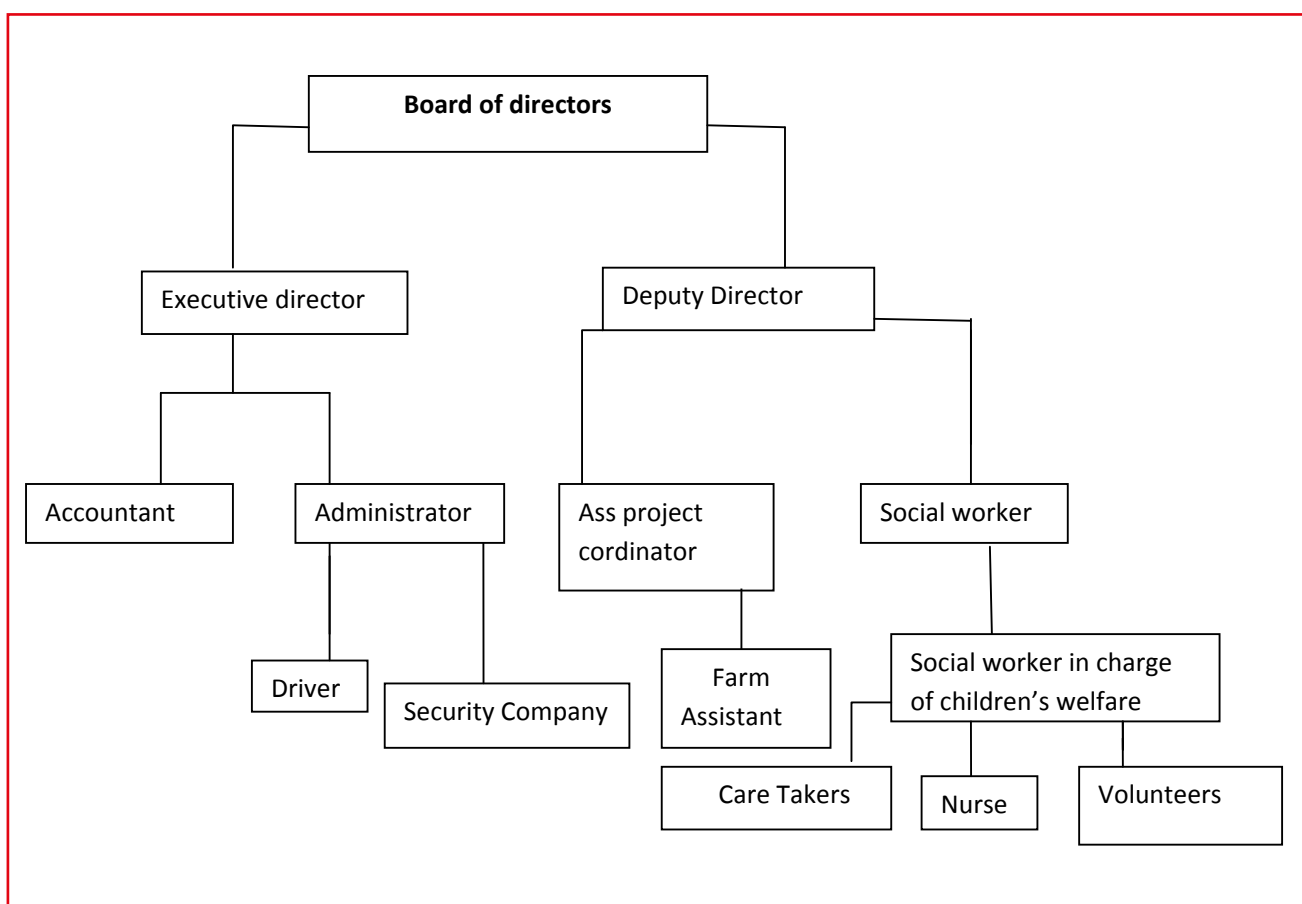 Board of directors
Executive director
Deputy Director
Accountant
Administrator
Ass project
cordinator
Social worker
Driver
Security Company
Farm
Assistant
Social worker in charge
of children’s welfare
Care Takers
Nurse
Volunteers